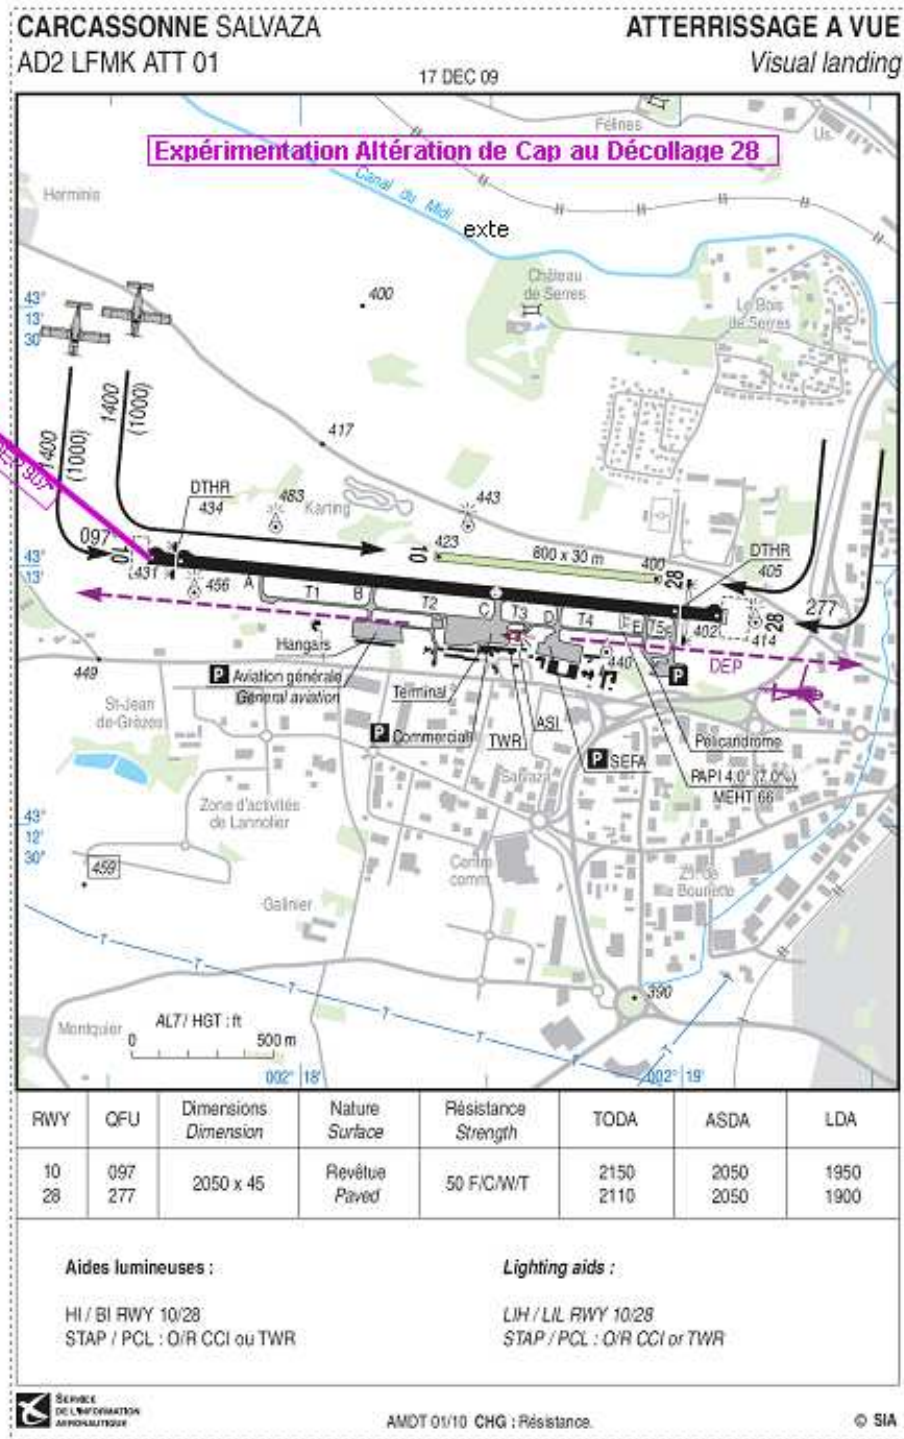 CARCASSONNE SALVAZA
ATTERRISSAGE A VUE
AD2 LFMK ATT 01
Visual landing
17 DEC 09
Félines
Us.
Expérimentation Altération de Cap au Décollage 28
Herminis
Canal du Midi
exte
Château
de Serres
400
43°
13'
30"
Le Bois
de Serres
1400
(1000)
1400
(1000)
417
DTHR
434
483
Karting
443
097
10
10
423
800 x 30 m
400
28
DTHR
405
43°
13'
431
456
A
T1
B
T2
C
T3
D
T4
E
T5
402
414
28
277
Hangars
440
DEP
449
P Aviation générale
General aviation
P
St-Jean
de-Grèzes
Terminal
P Commercial
TWR
ASI
Pélicandrome
P SEFA
Salvaza
PAPI 4.0° (7.0%)
MEHT 66
Zone d'activités
de Lannolier
43°
12'
30"
459
Centre
comm.
Z.I. de
la Bouriette
Galinier
T
T
T
T
T
390
Montquier
ALT / HGT : ft
0
500 m
002° 18'
002° 19'
RWY
QFU
Dimensions
Dimension
Nature
Surface
Résistance
Strength
TODA
ASDA
LDA
10
28
097
277
2050 x 45
Revêtue
Paved
50 F/C/W/T
2150
2110
2050
2050
1950
1900
Aides lumineuses :
Lighting aids :
HI / BI RWY 10/28
LIH / LIL RWY 10/28
STAP / PCL : O/R CCI ou TWR
STAP / PCL : O/R CCI or TWR
SERVICE
DE L'INFORMATION
AERONAUTIQUE
AMDT 01/10 CHG : Résistance.
© SIA